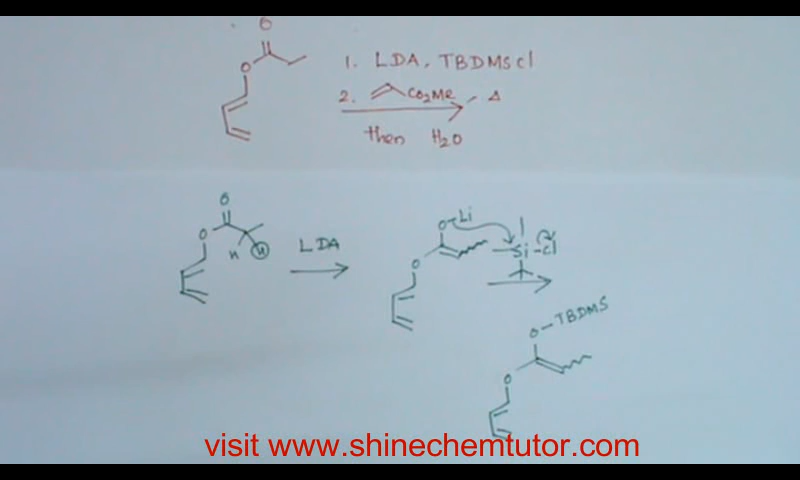 O
O
1. LDA, TBDMSCl
2. CO2Me, Δ
then H2O
O
O
H H
LDA
O-Li
O
Si-Cl
O-TBDMS
O
visit www.shinechemtutor.com